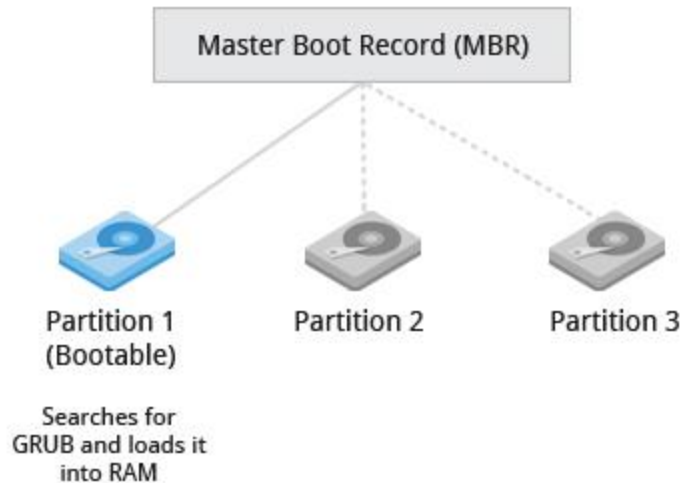 Master Boot Record (MBR)
Partition 1
(Bootable)
Partition 2
Partition 3
Searches for
GRUB and loads it
into RAM